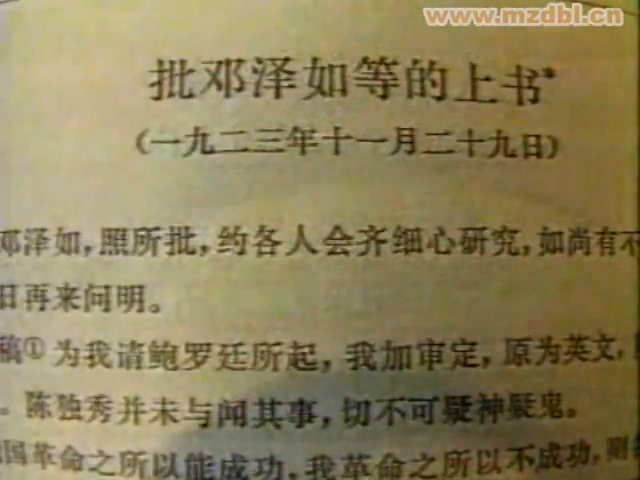 www.mzdbl.cn
批邓泽如等的上书*
(一九二三年十一月二十九日)
邓泽如,照所批,约各人会齐细心研究,如尚有不
日再来问明。
稿①为我请鲍罗廷所起,我加审定,原为英文,
。陈独秀并未与闻其事,切不可疑神疑鬼。
国革命之所以能成功,我革命之所以不成功,则